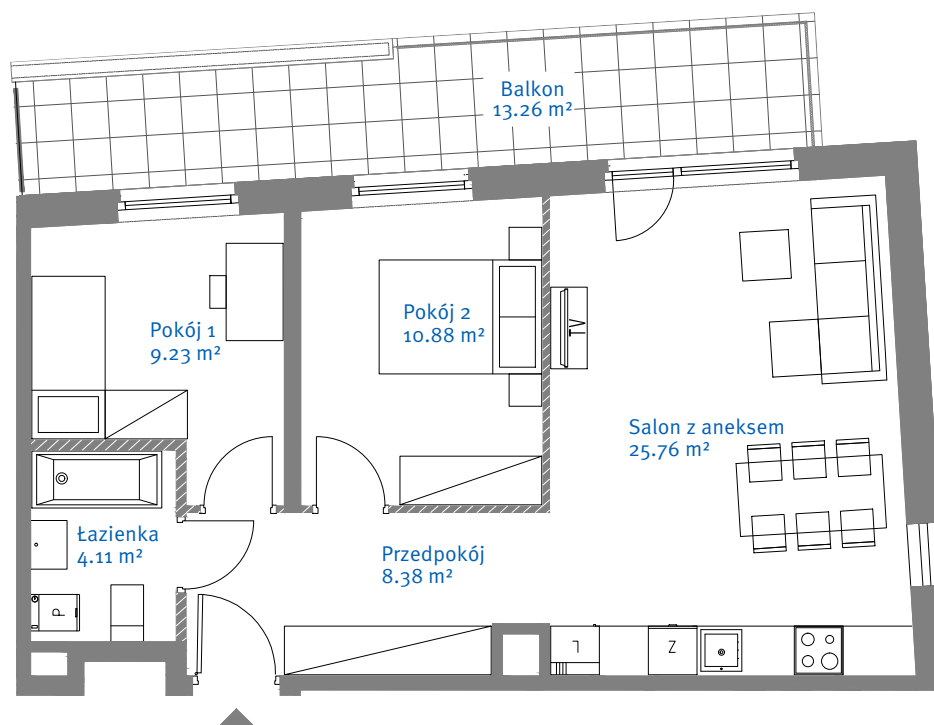 Balkon
13.26 m²
Pokój 1
9.23 m²
Pokój 2
10.88 m²
TV
Salon z aneksem
25.76 m²
Łazienka
4.11 m²
Przedpokój
8.38 m²
P
L
Z